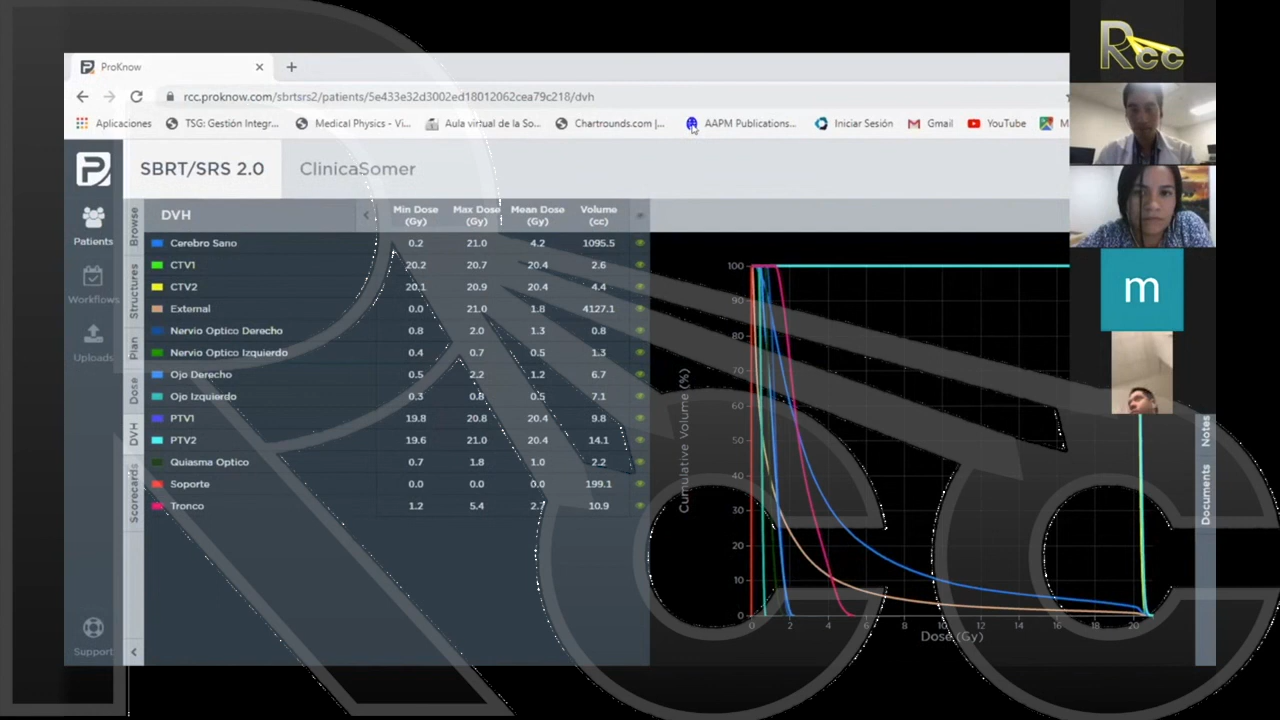 Rcc
ProKnow
rcc.proknow.com/sbrtsrs2/patients/5e433e32d3002ed18012062cea79c218/dvh
Aplicaciones TSG: Gestión Integr... Medical Physics - Vi... Aula virtual de la So... Chartrounds.com |... AAPM Publications... Iniciar Sesión Gmail YouTube M
SBRT/SRS 2.0 ClinicaSomer
Patients
Workflows
Uploads
Support
Browse
Structures
Plan
Dose
DVH
Scorecards
DVH Min Dose (Gy) Max Dose (Gy) Mean Dose (Gy) Volume (cc)
Cerebro Sano 0.2 21.0 4.2 1095.5
CTV1 20.2 20.7 20.4 2.6
CTV2 20.1 20.9 20.4 4.4
External 0.0 21.0 1.8 4127.1
Nervio Optico Derecho 0.8 2.0 1.3 0.8
Nervio Optico Izquierdo 0.4 0.7 0.5 1.3
Ojo Derecho 0.5 2.2 1.2 6.7
Ojo Izquierdo 0.3 0.8 0.5 7.1
PTV1 19.8 20.8 20.4 9.8
PTV2 19.6 21.0 20.4 14.1
Quiasma Optico 0.7 1.8 1.0 2.2
Soporte 0.0 0.0 0.0 199.1
Tronco 1.2 5.4 2.7 10.9
Cumulative Volume (%)
100
90
80
70
60
50
40
30
20
10
0
0 2 4 6 8 10 12 14 16 18 20
Dose (Gy)
m
Notes
Documents